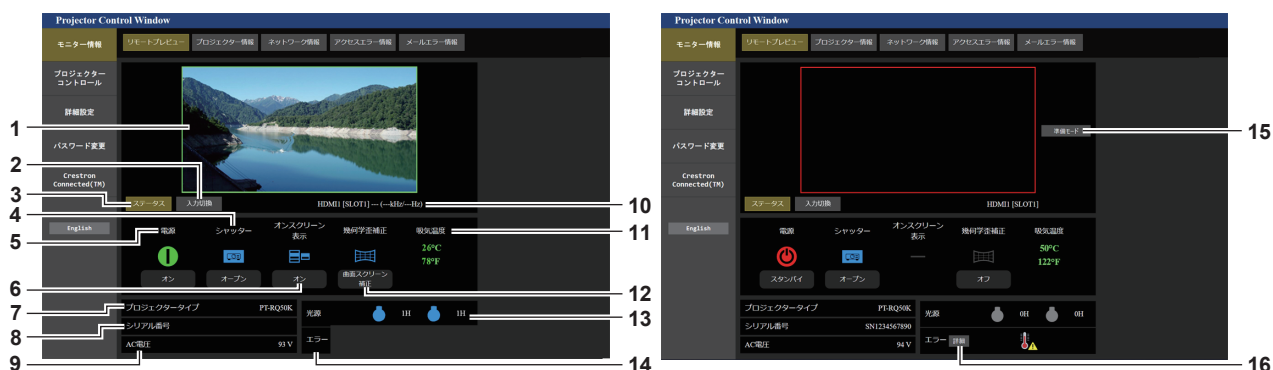 Projector Control Window
モニター情報
リモートプレビュー
プロジェクター情報
ネットワーク情報
アクセスエラー情報
メールエラー情報
プロジェクター
コントロール
詳細設定
パスワード変更
Crestron
Connected(TM)
English
ステータス
入力切換
HDMI1 [SLOT1] --- (---kHz/---Hz)
電源
シャッター
オンスクリーン
表示
幾何学歪補正
吸気温度
26°C
78°F
オン
オープン
オン
曲面スクリーン
補正
プロジェクタータイプ
PT-RQ50K
シリアル番号
AC電圧
93 V
光源
1H
1H
エラー
1
2
3
4
5
6
7
8
9
10
11
12
13
14
Projector Control Window
モニター情報
リモートプレビュー
プロジェクター情報
ネットワーク情報
アクセスエラー情報
メールエラー情報
プロジェクター
コントロール
詳細設定
パスワード変更
Crestron
Connected(TM)
English
準備モード
ステータス
入力切換
HDMI1 [SLOT1]
電源
シャッター
オンスクリーン
表示
幾何学歪補正
吸気温度
50°C
122°F
スタンバイ
オープン
オフ
プロジェクタータイプ
PT-RQ50K
シリアル番号
SN1234567890
AC電圧
94 V
光源
0H
0H
エラー
詳細
15
16